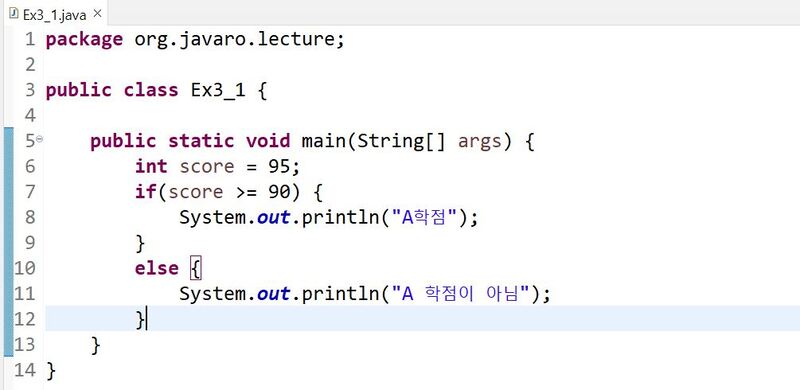 Ex3_1.java
1 package org.javaro.lecture;
2
3 public class Ex3_1 {
4
5 public static void main(String[] args) {
6 int score = 95;
7 if(score >= 90) {
8 System.out.println("A학점");
9 }
10 else {
11 System.out.println("A 학점이 아님");
12 }
13 }
14 }